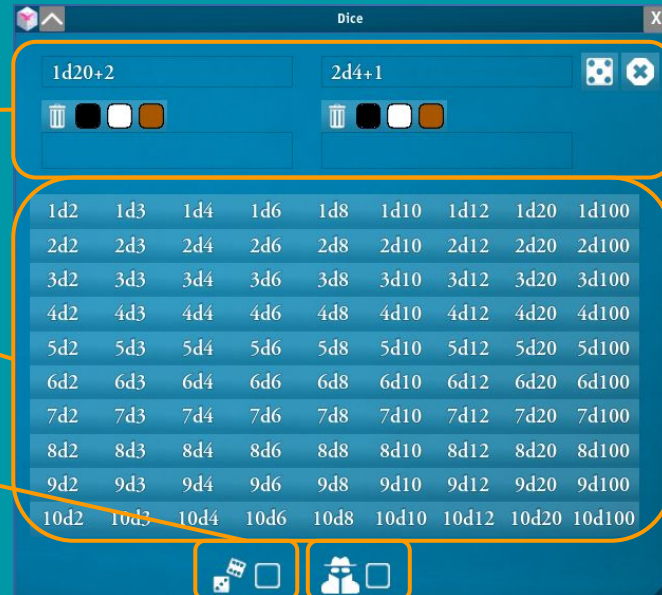 Dice X
1d20+2 2d4+1
1d2 1d3 1d4 1d6 1d8 1d10 1d12 1d20 1d100
2d2 2d3 2d4 2d6 2d8 2d10 2d12 2d20 2d100
3d2 3d3 3d4 3d6 3d8 3d10 3d12 3d20 3d100
4d2 4d3 4d4 4d6 4d8 4d10 4d12 4d20 4d100
5d2 5d3 5d4 5d6 5d8 5d10 5d12 5d20 5d100
6d2 6d3 6d4 6d6 6d8 6d10 6d12 6d20 6d100
7d2 7d3 7d4 7d6 7d8 7d10 7d12 7d20 7d100
8d2 8d3 8d4 8d6 8d8 8d10 8d12 8d20 8d100
9d2 9d3 9d4 9d6 9d8 9d10 9d12 9d20 9d100
10d2 10d3 10d4 10d6 10d8 10d10 10d12 10d20 10d100